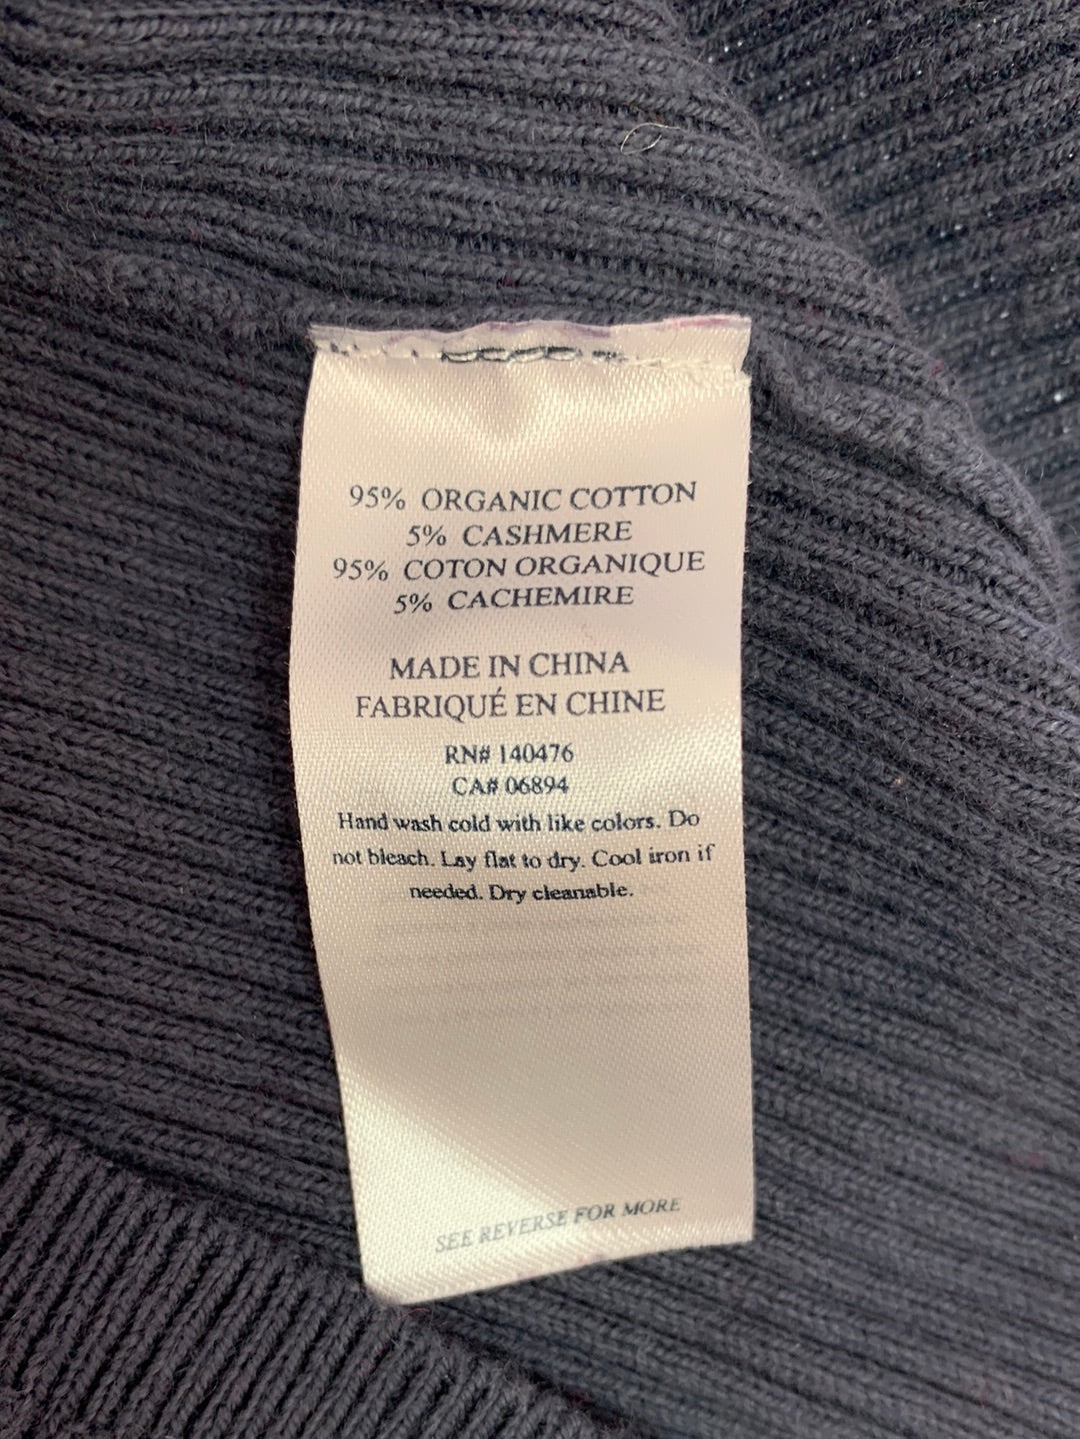 95% ORGANIC COTTON
5% CASHMERE
95% COTON ORGANIQUE
5% CACHEMIRE
MADE IN CHINA
FABRIQUÉ EN CHINE
RN# 140476
CA# 06894
Hand wash cold with like colors. Do
not bleach. Lay flat to dry. Cool iron if
needed. Dry cleanable.
SEE REVERSE FOR MORE